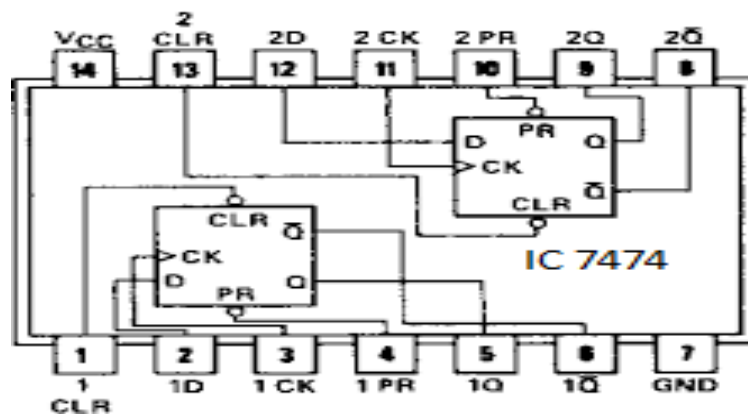 2
VCC CLR 2D 2 CK 2 PR 2Q 2Q̅
14 13 12 11 10 9 8
PR
D Q
CK
Q̅
CLR
CLR
Q̅
CK
D Q
PR
IC 7474
1 2 3 4 5 6 7
1 1D 1 CK 1 PR 1Q 1Q̅ GND
CLR